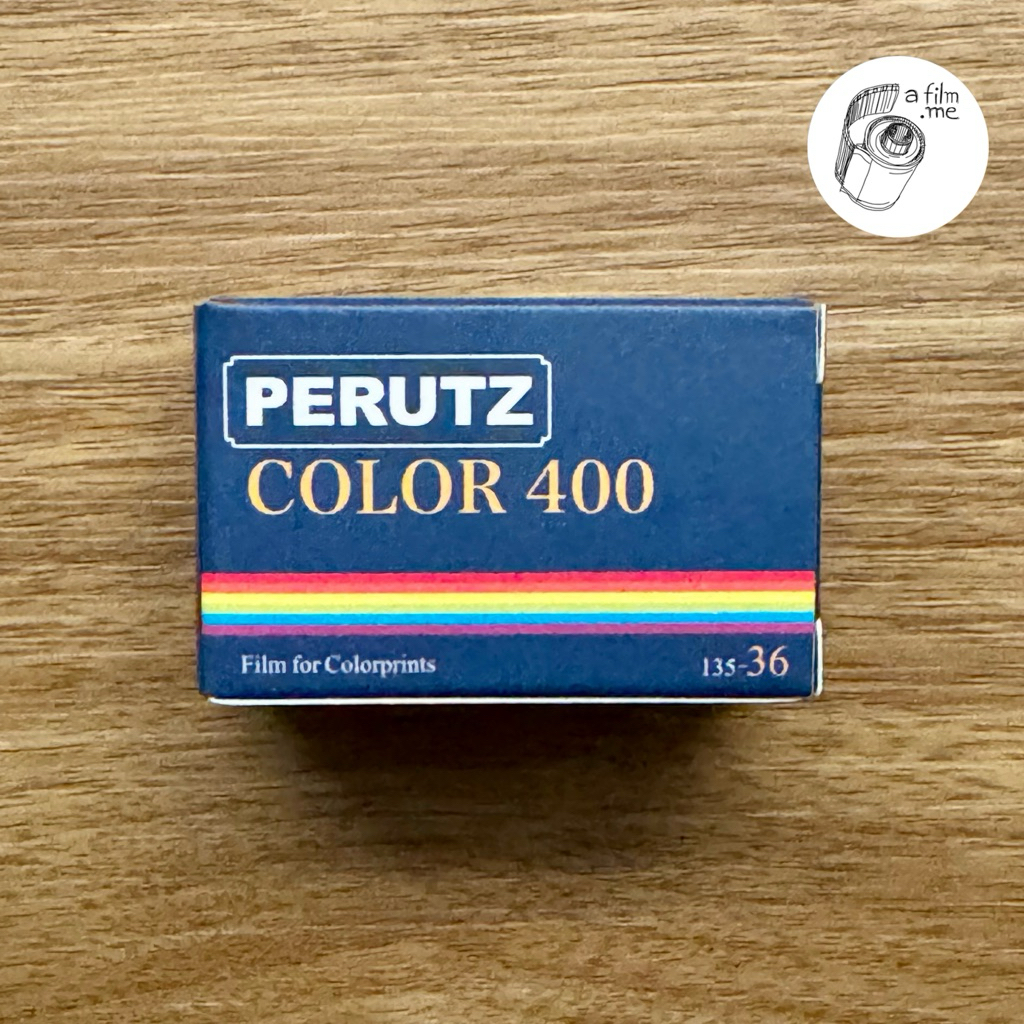 a film
.me
PERUTZ
COLOR 400
Film for Colorprints
135-36